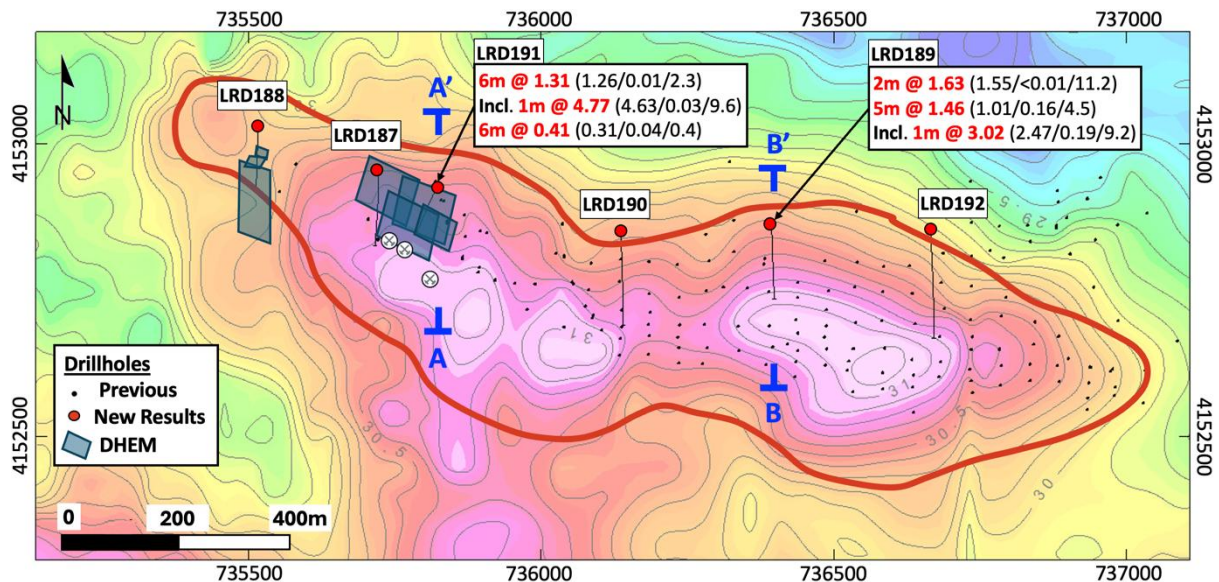 735500
736000
736500
737000
LRD191
6m @ 1.31 (1.26/0.01/2.3)
Incl. 1m @ 4.77 (4.63/0.03/9.6)
6m @ 0.41 (0.31/0.04/0.4)
LRD189
2m @ 1.63 (1.55/<0.01/11.2)
5m @ 1.46 (1.01/0.16/4.5)
Incl. 1m @ 3.02 (2.47/0.19/9.2)
LRD188
A'
B'
N
4153000
4153000
LRD187
LRD190
LRD192
29.5
31
31
A
B
30.5
30.5
30
4152500
4152500
Drillholes
Previous
New Results
DHEM
0
200
400m
735500
736000
736500
737000